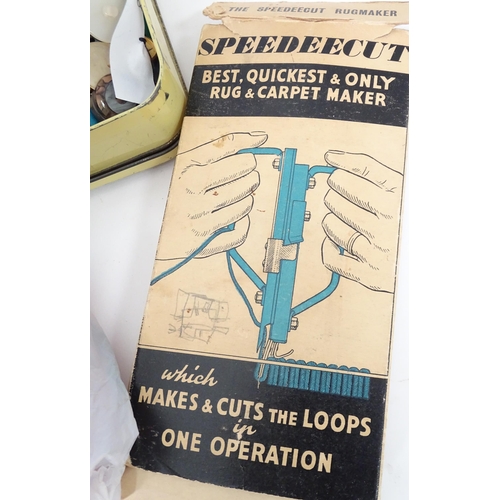 THE SPEEDEECUT RUGMAKER
SPEEDEECUT
BEST, QUICKEST & ONLY
RUG & CARPET MAKER
which
MAKES & CUTS THE LOOPS
in
ONE OPERATION